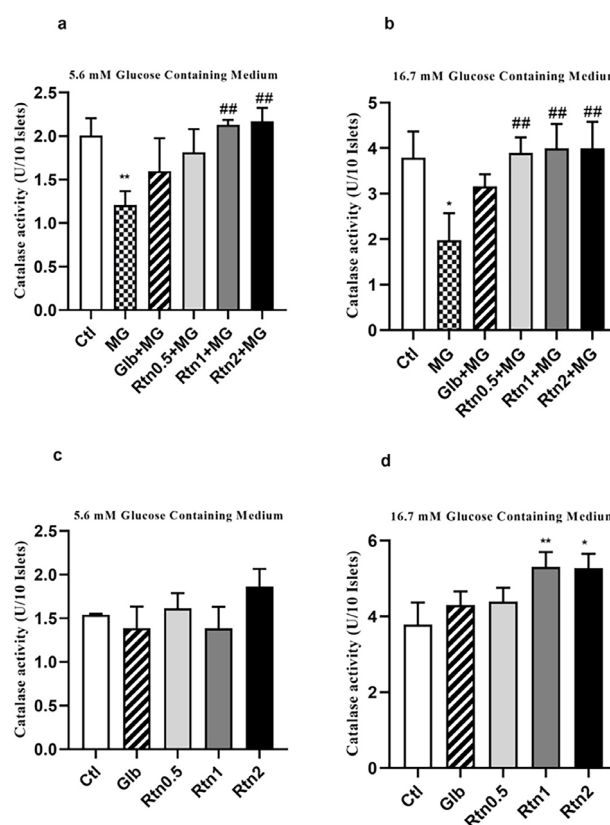 a
5.6 mM Glucose Containing Medium
Catalase activity (U/10 Islets)
2.5
2.0
1.5
1.0
0.5
0.0
**
##
##
Ctl
MG
Glb+MG
Rtn0.5+MG
Rtn1+MG
Rtn2+MG
b
16.7 mM Glucose Containing Medium
Catalase activity (U/10 Islets)
5
4
3
2
1
0
*
##
##
##
Ctl
MG
Glb+MG
Rtn0.5+MG
Rtn1+MG
Rtn2+MG
c
5.6 mM Glucose Containing Medium
Catalase activity (U/10 Islets)
2.5
2.0
1.5
1.0
0.5
0.0
Ctl
Glb
Rtn0.5
Rtn1
Rtn2
d
16.7 mM Glucose Containing Medium
Catalase activity (U/10 Islets)
6
4
2
0
**
*
Ctl
Glb
Rtn0.5
Rtn1
Rtn2